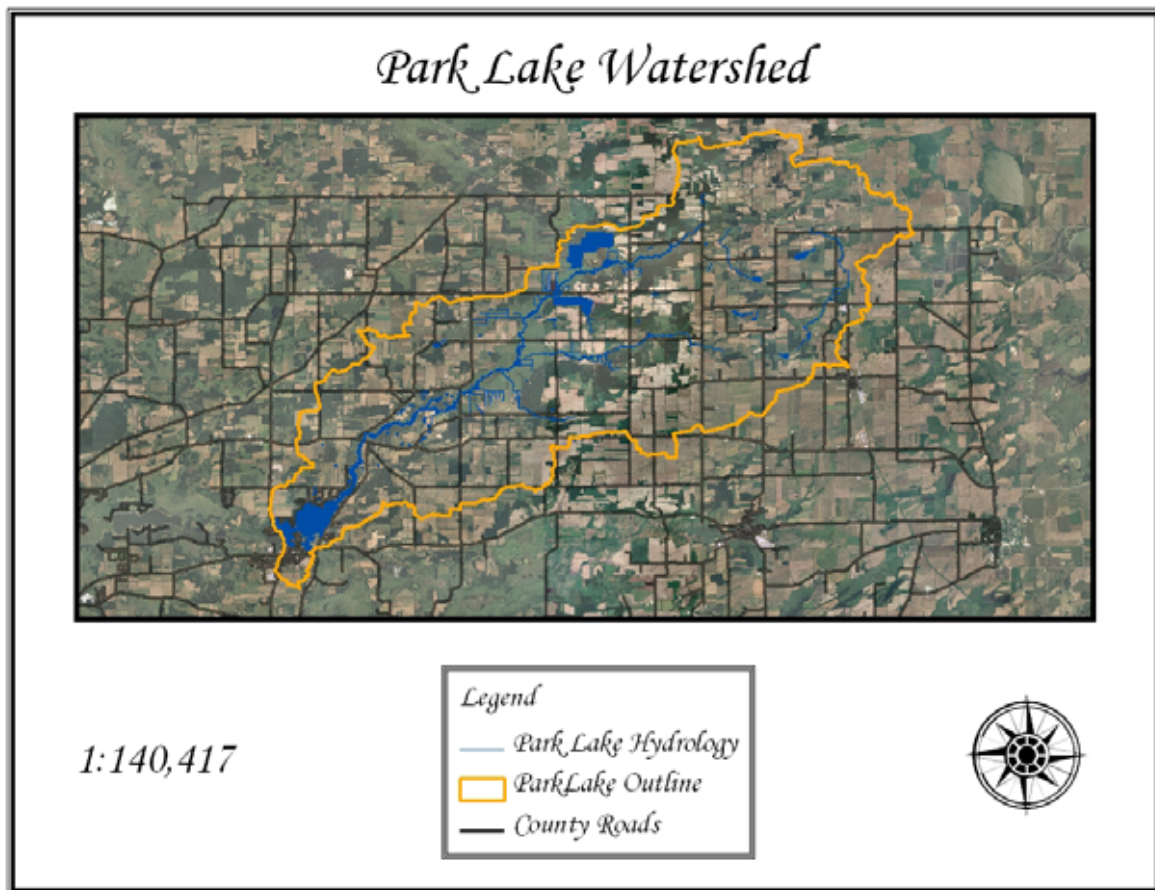 Park Lake Watershed
Legend
Park Lake Hydrology
ParkLake Outline
County Roads
1:140,417